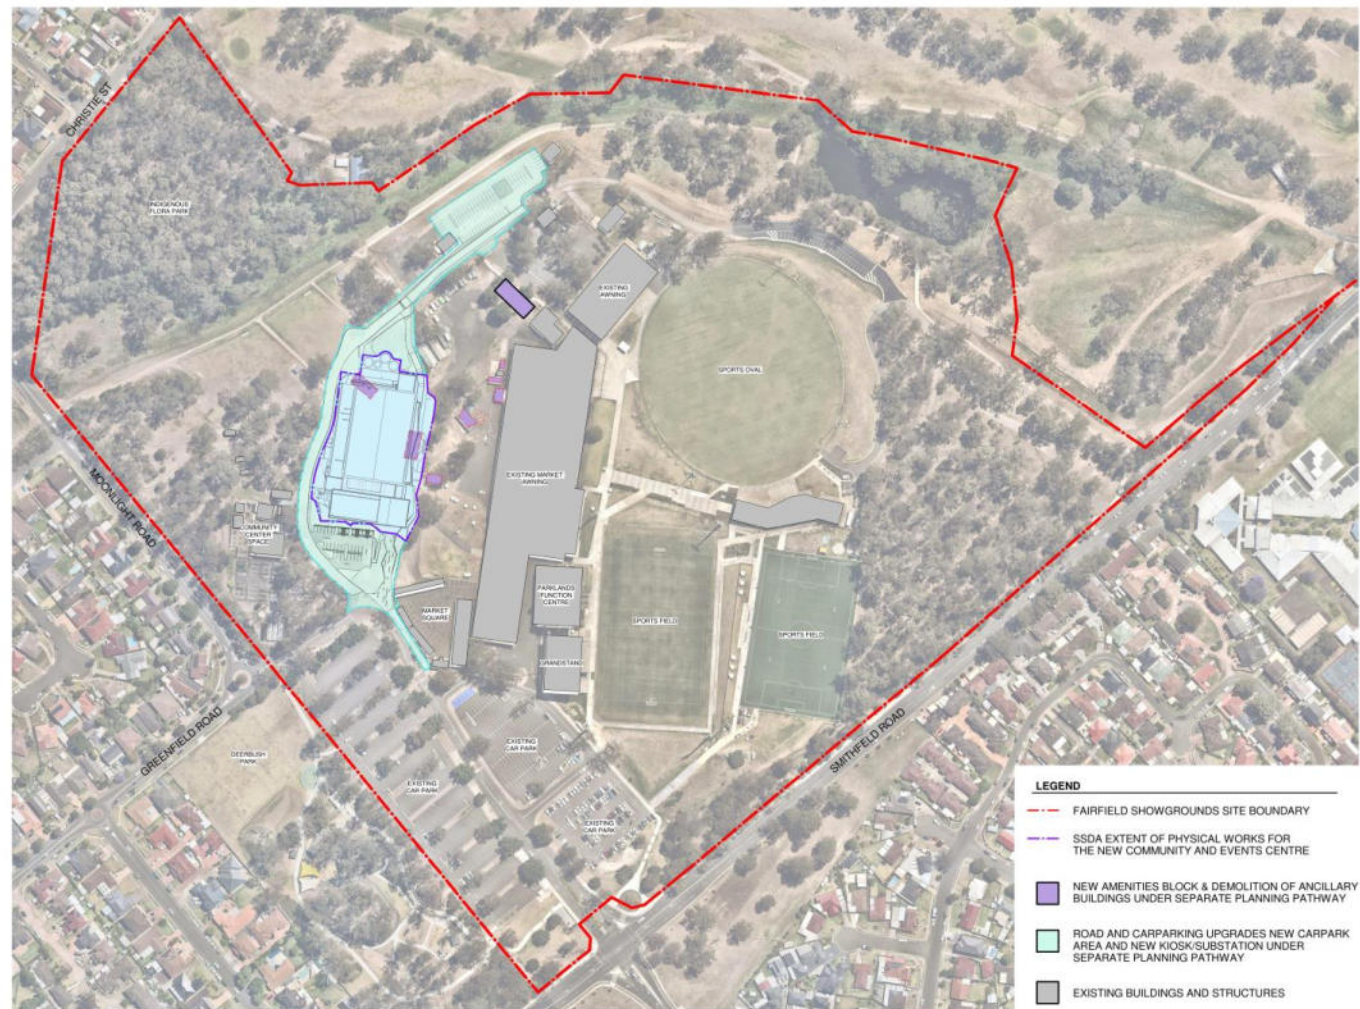 CHRISTIE ST
INDIGENOUS
FLORA PARK
EXISTING
AWNING
SPORTS OVAL
EXISTING MARKET
AWNING
MOONLIGHT ROAD
COMMUNITY
CENTER
SPACE
PARKLANDS
FUNCTION
CENTRE
MARKET
SQUARE
SPORTS FIELD
SPORTS FIELD
GRANDSTAND
GREENFIELD ROAD
SMITHFELD ROAD
DEERBUSH
PARK
EXISTING
CAR PARK
EXISTING
CAR PARK
EXISTING
CAR PARK
LEGEND
FAIRFIELD SHOWGROUNDS SITE BOUNDARY
SSDA EXTENT OF PHYSICAL WORKS FOR
THE NEW COMMUNITY AND EVENTS CENTRE
NEW AMENITIES BLOCK & DEMOLITION OF ANCILLARY
BUILDINGS UNDER SEPARATE PLANNING PATHWAY
ROAD AND CARPARKING UPGRADES NEW CARPARK
AREA AND NEW KIOSK/SUBSTATION UNDER
SEPARATE PLANNING PATHWAY
EXISTING BUILDINGS AND STRUCTURES